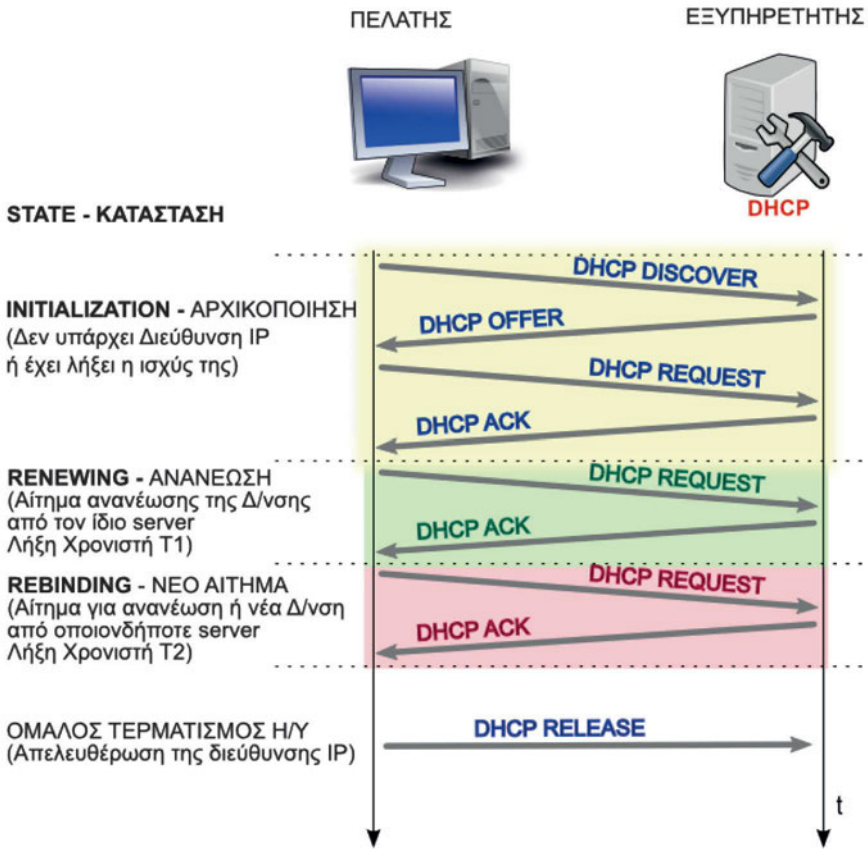 ΠΕΛΑΤΗΣ
ΕΞΥΠΗΡΕΤΗΤΗΣ
DHCP
STATE - ΚΑΤΑΣΤΑΣΗ
DHCP DISCOVER
INITIALIZATION - ΑΡΧΙΚΟΠΟΙΗΣΗ
(Δεν υπάρχει Διεύθυνση IP
ή έχει λήξει η ισχύς της)
DHCP OFFER
DHCP REQUEST
DHCP ACK
RENEWING - ΑΝΑΝΕΩΣΗ
(Αίτημα ανανέωσης της Δ/νσης
από τον ίδιο server
Λήξη Χρονιστή T1)
DHCP REQUEST
DHCP ACK
REBINDING - ΝΕΟ ΑΙΤΗΜΑ
(Αίτημα για ανανέωση ή νέα Δ/νση
από οποιονδήποτε server
Λήξη Χρονιστή T2)
DHCP REQUEST
DHCP ACK
ΟΜΑΛΟΣ ΤΕΡΜΑΤΙΣΜΟΣ Η/Υ
(Απελευθέρωση της διεύθυνσης IP)
DHCP RELEASE
t